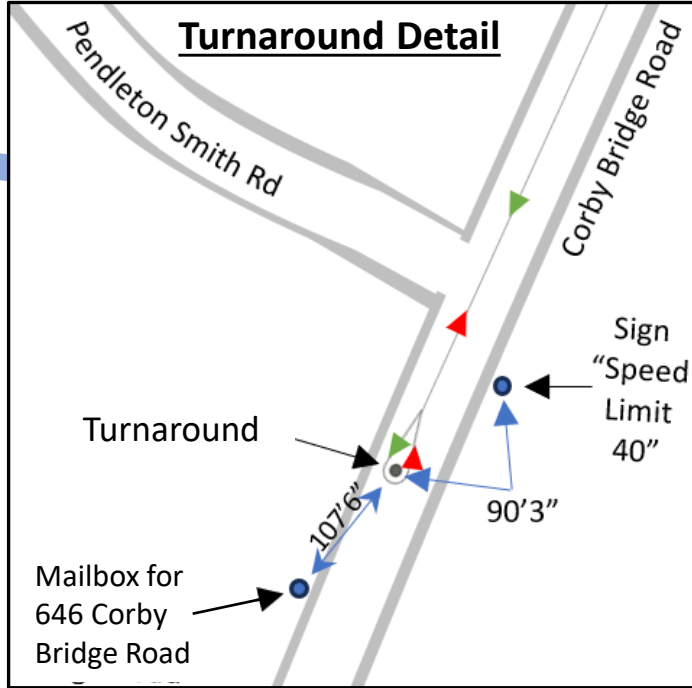 Turnaround Detail
Pendleton Smith Rd
Corby Bridge Road
Sign
“Speed
Limit
40”
Turnaround
107’6”
90’3”
Mailbox for
646 Corby
Bridge Road